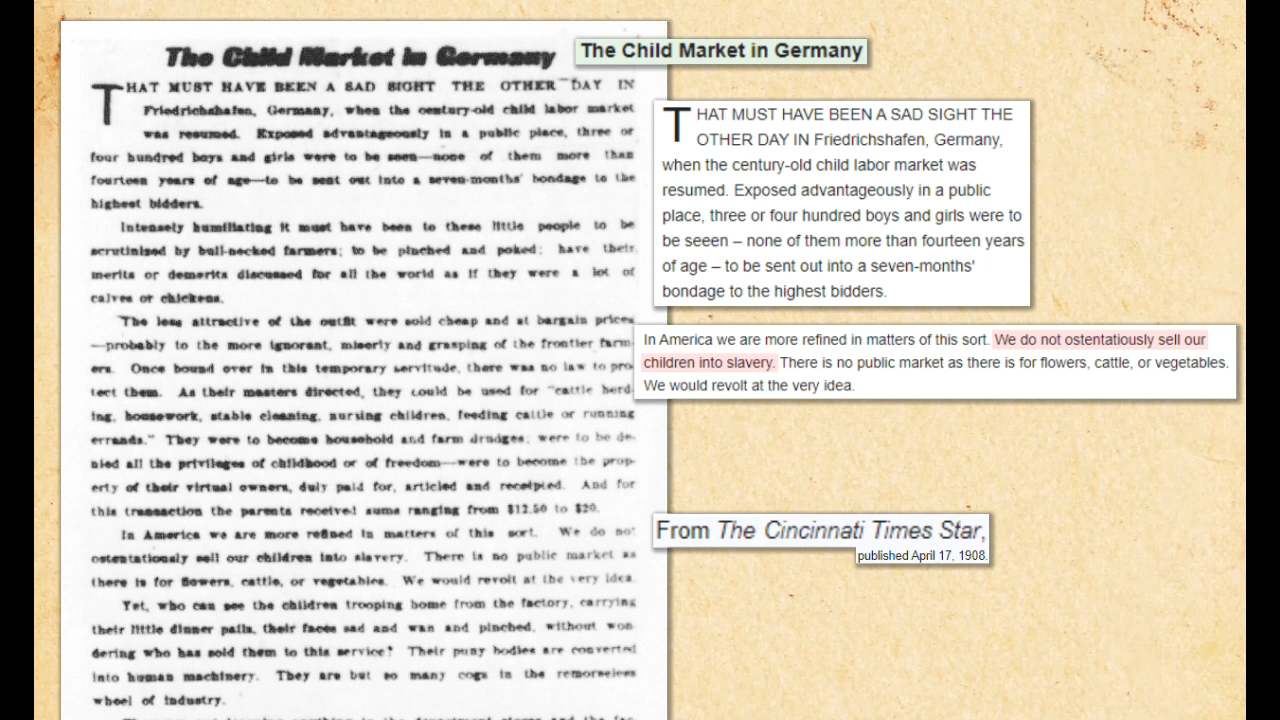 The Child Market in Germany
THAT MUST HAVE BEEN A SAD SIGHT THE OTHER DAY IN
Friedrichshafen, Germany, when the century-old child labor market
was resumed. Exposed advantageously in a public place, three or
four hundred boys and girls were to be seen—none of them more than
fourteen years of age—to be sent out into a seven-months' bondage to the
highest bidders.
Intensely humiliating it must have been to these little people to be
scrutinised by bull-necked farmers; to be pinched and poked; have their
merits or demerits discussed for all the world as if they were a lot of
calves or chickens.
The less attractive of the outfit were sold cheap and at bargain prices
—probably to the more ignorant, miserly and grasping of the frontier farm-
ers. Once bound over in this temporary servitude, there was no law to pro-
tect them. As their masters directed, they could be used for "cattle herd-
ing, housework, stable cleaning, nursing children, feeding cattle or running
errands." They were to become household and farm drudges; were to be de-
nied all the privileges of childhood or of freedom—were to become the prop-
erty of their virtual owners, duly paid for, articled and receipted. And for
this transaction the parents received sums ranging from $12.50 to $20.
In America we are more refined in matters of this sort. We do not
ostentatiously sell our children into slavery. There is no public market as
there is for flowers, cattle, or vegetables. We would revolt at the very idea.
Yet, who can see the children trooping home from the factory, carrying
their little dinner pails, their faces sad and wan and pinched, without won-
dering who has sold them to this service? Their puny bodies are converted
into human machinery. They are but so many cogs in the remorseless
wheel of industry.
The Child Market in Germany
THAT MUST HAVE BEEN A SAD SIGHT THE
OTHER DAY IN Friedrichshafen, Germany,
when the century-old child labor market was
resumed. Exposed advantageously in a public
place, three or four hundred boys and girls were to
be seeen – none of them more than fourteen years
of age – to be sent out into a seven-months'
bondage to the highest bidders.
In America we are more refined in matters of this sort. We do not ostentatiously sell our
children into slavery. There is no public market as there is for flowers, cattle, or vegetables.
We would revolt at the very idea.
From The Cincinnati Times Star,
published April 17, 1908.